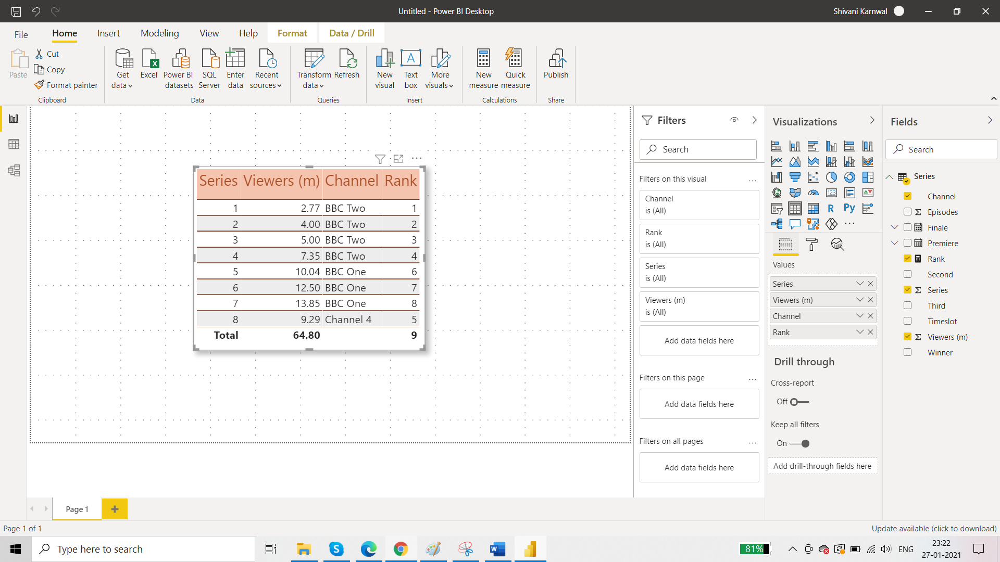 Untitled - Power BI Desktop
Shivani Karnwal
File
Home
Insert
Modeling
View
Help
Format
Data / Drill
Paste
Cut
Copy
Format painter
Clipboard
Get data
Excel
Power BI datasets
SQL Server
Enter data
Recent sources
Data
Transform data
Refresh
Queries
New visual
Text box
More visuals
Insert
New measure
Quick measure
Calculations
Publish
Share
Series Viewers (m) Channel Rank
1 2.77 BBC Two 1
2 4.00 BBC Two 2
3 5.00 BBC Two 3
4 7.35 BBC Two 4
5 10.04 BBC One 6
6 12.50 BBC One 7
7 13.85 BBC One 8
8 9.29 Channel 4 5
Total 64.80 9
Filters
Search
Filters on this visual
...
Channel
is (All)
Rank
is (All)
Series
is (All)
Viewers (m)
is (All)
Add data fields here
Filters on this page
...
Add data fields here
Filters on all pages
...
Add data fields here
Visualizations
123
R
Py
...
Values
Series
Viewers (m)
Channel
Rank
Drill through
Cross-report
Off
Keep all filters
On
Add drill-through fields here
Fields
Search
Series
Channel
Σ Episodes
Finale
Premiere
Rank
Second
Σ Series
Third
Timeslot
Σ Viewers (m)
Winner
Page 1
+
Page 1 of 1
Update available (click to download)
Type here to search
81%
ENG
23:22
27-01-2021